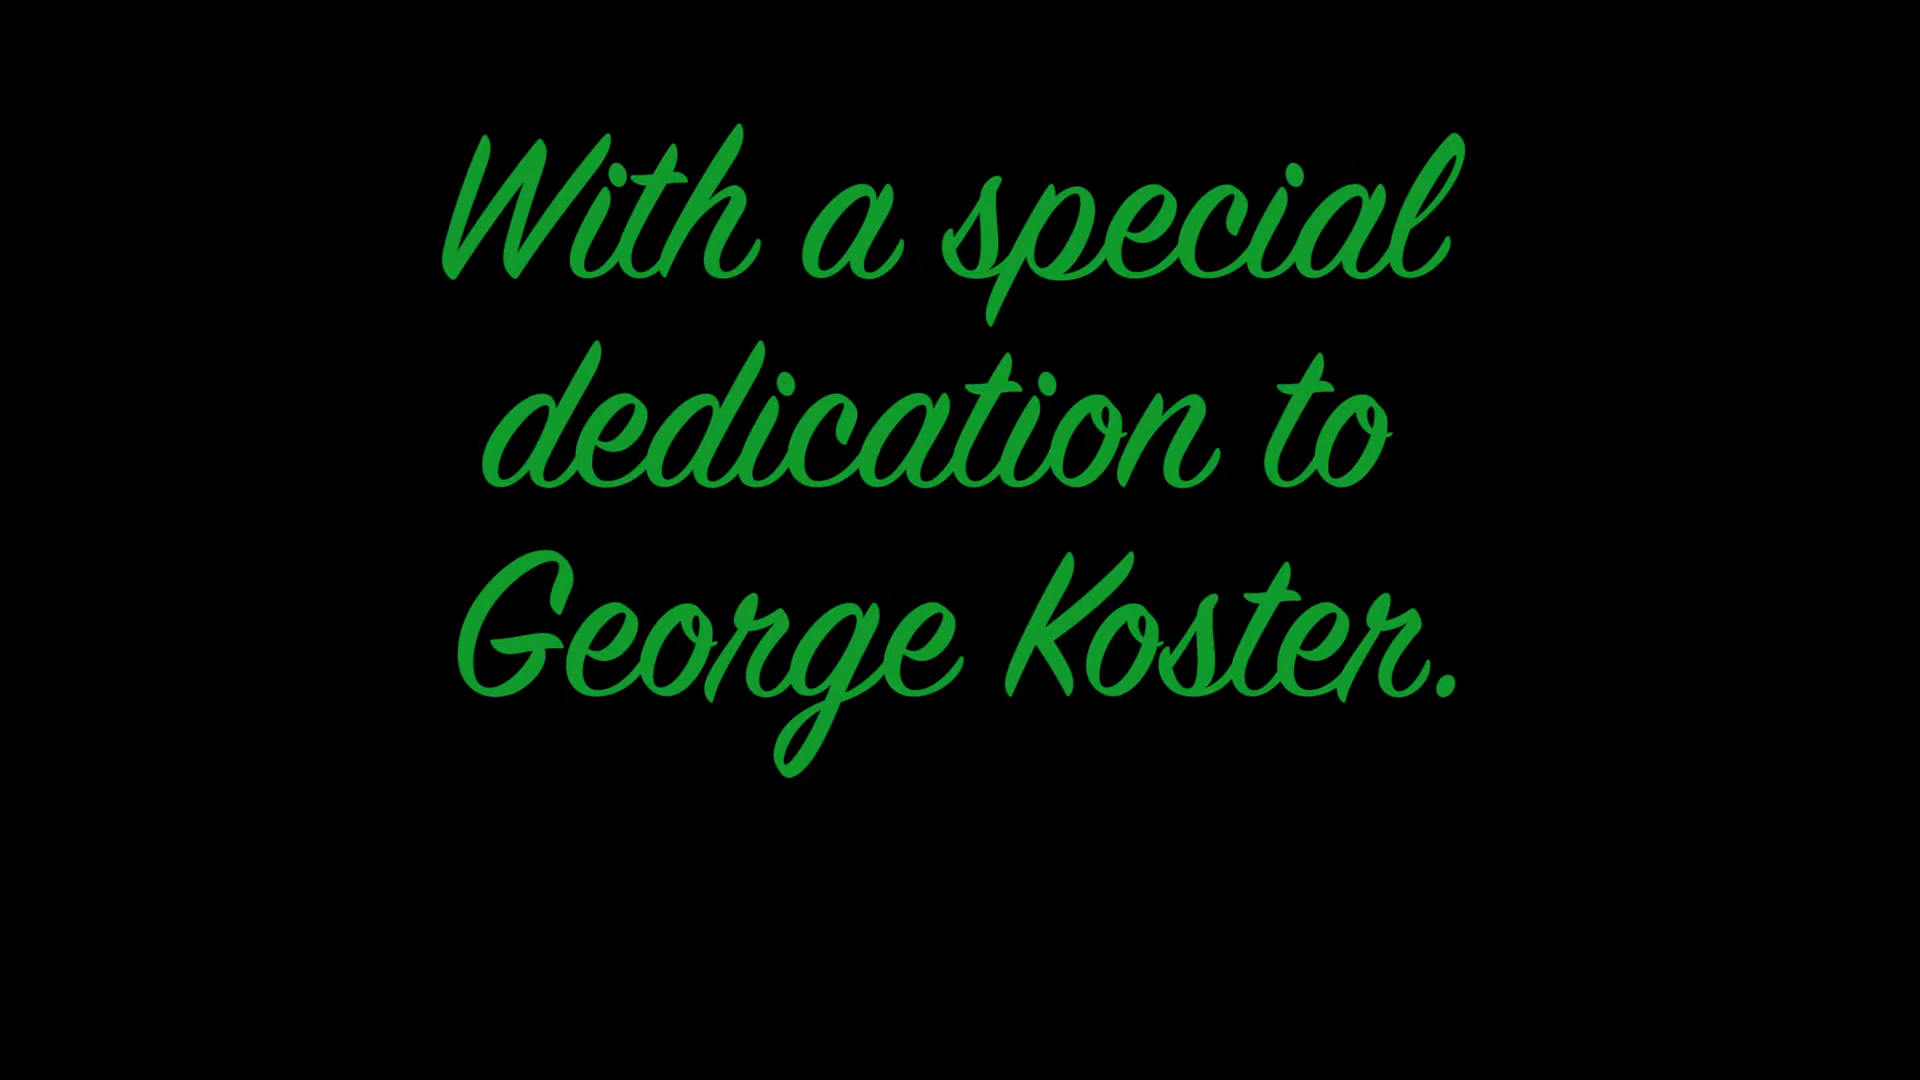 With a special
dedication to
George Koster.